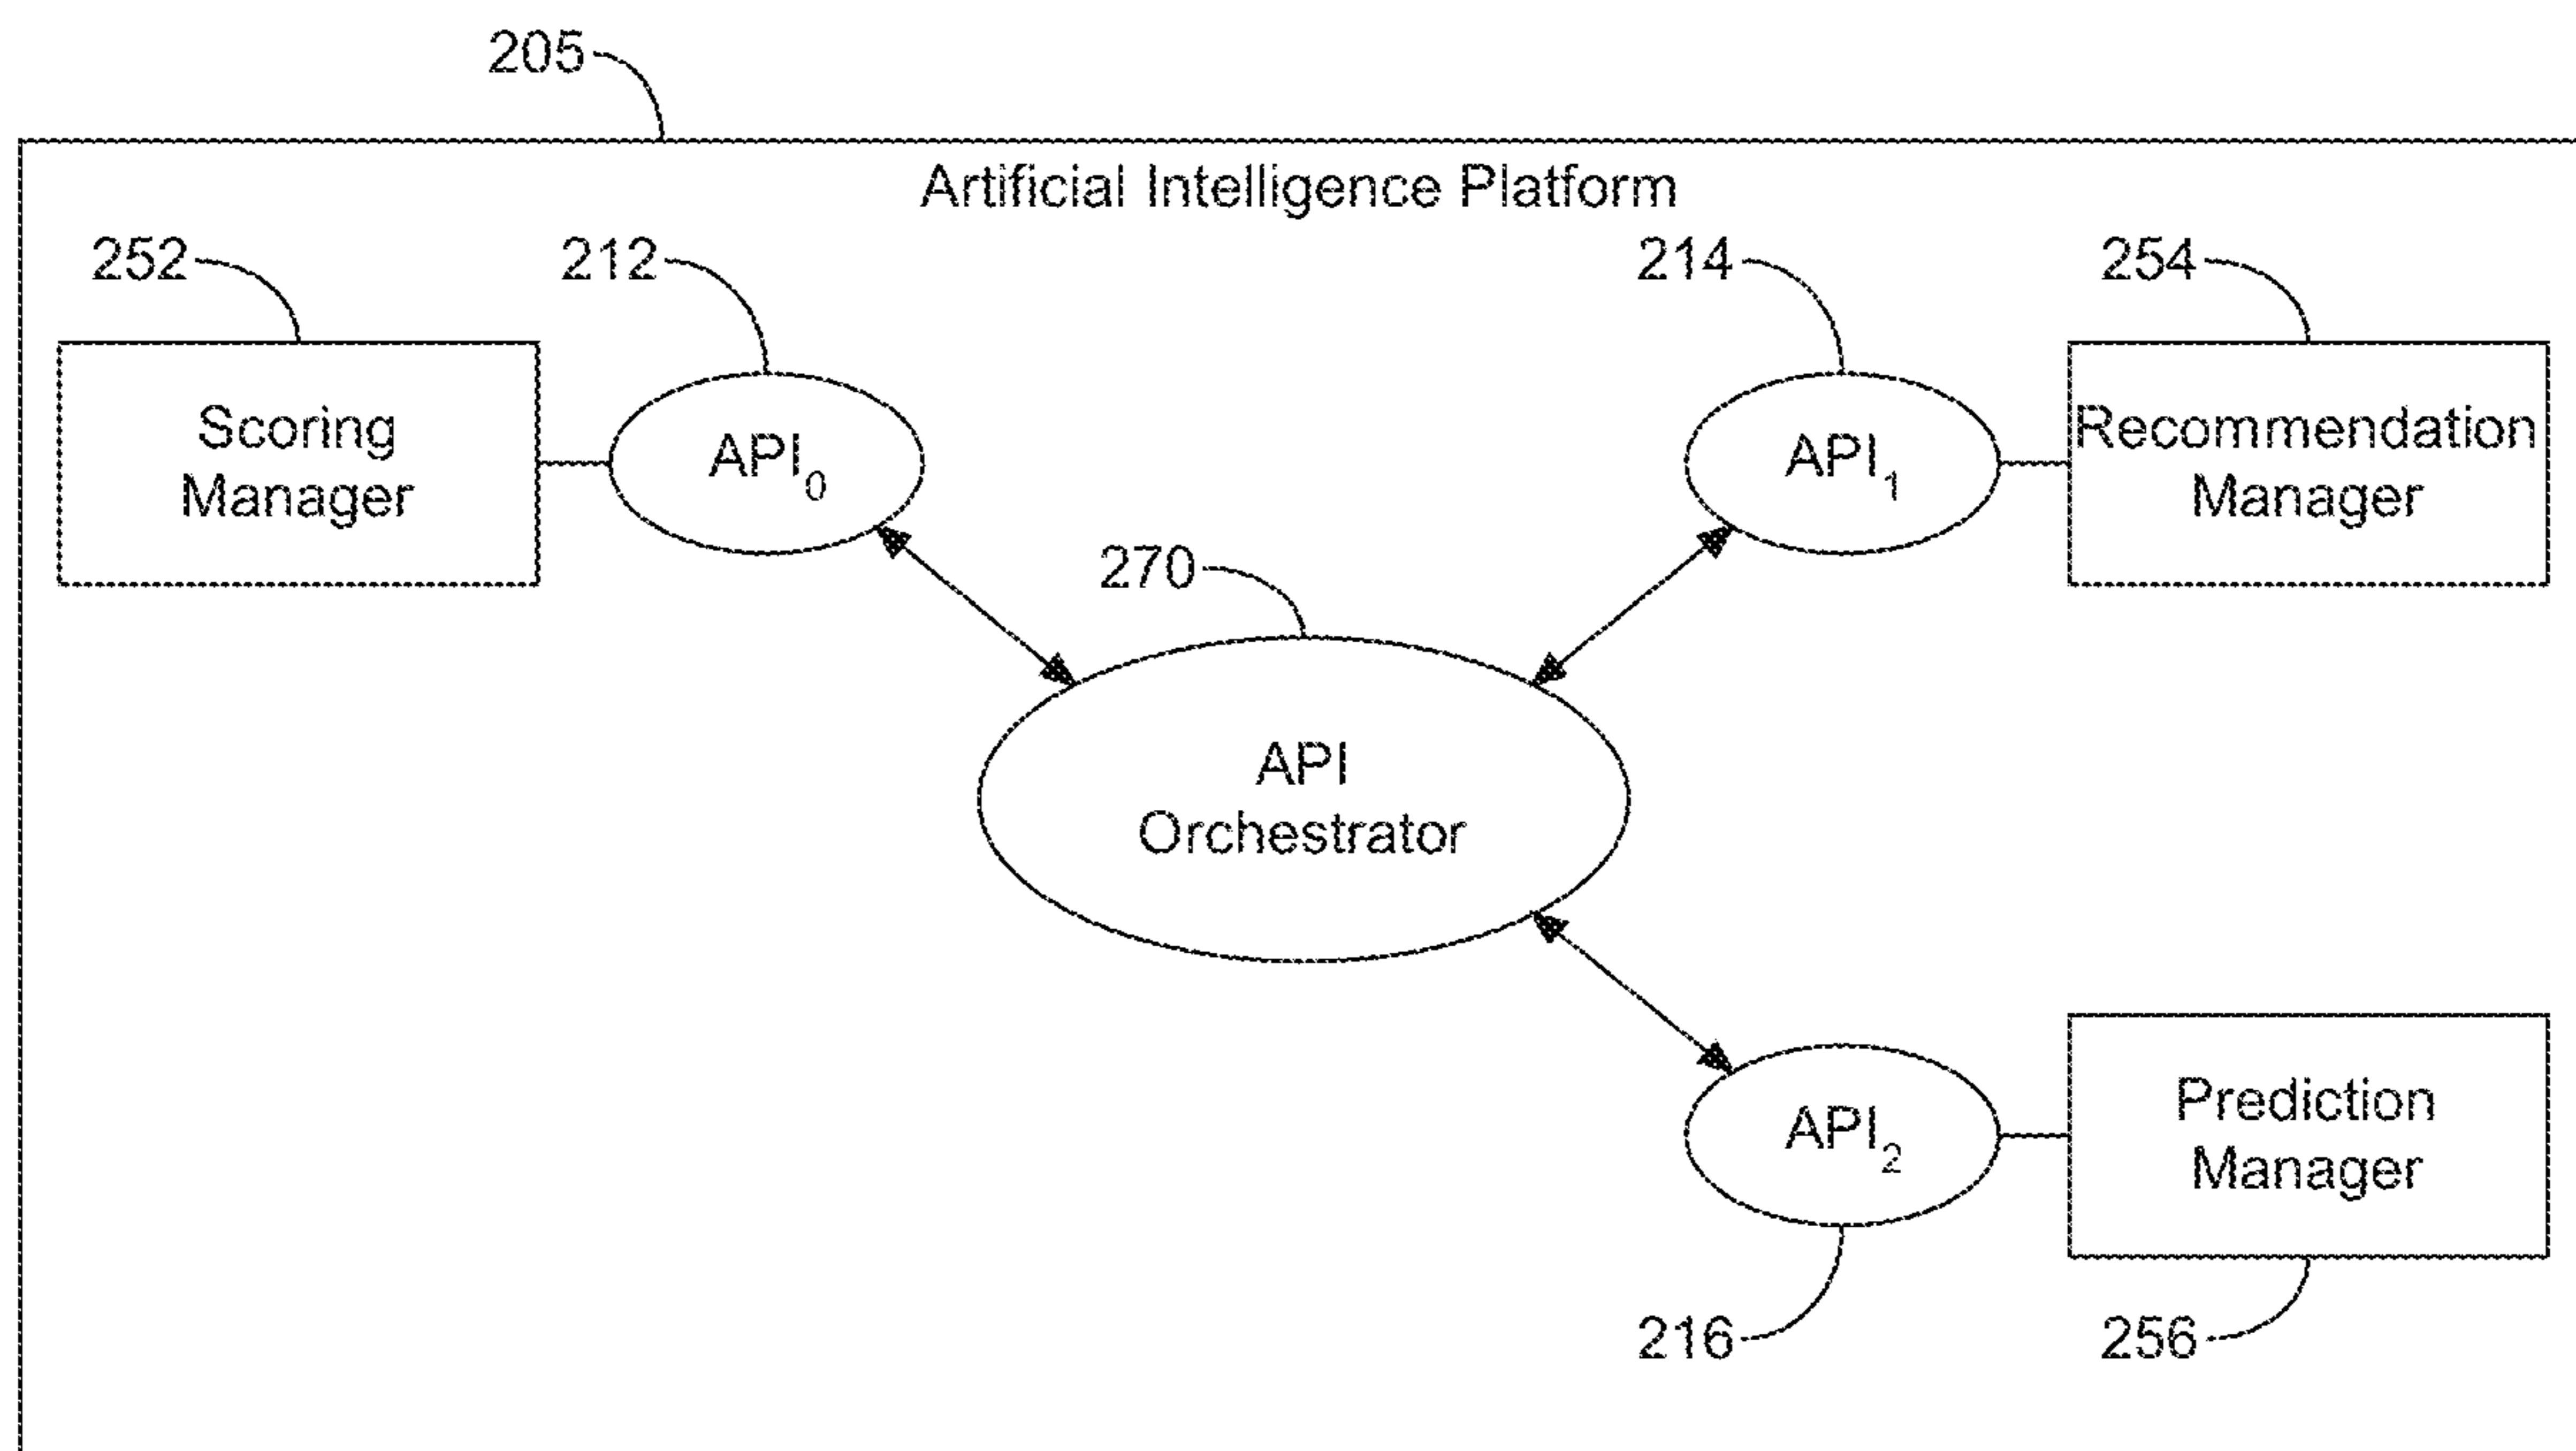 205
Artificial Intelligence Platform
252
212
214
254
Scoring
Manager
API₀
API₁
Recommendation
Manager
270
API
Orchestrator
API₂
Prediction
Manager
216
256